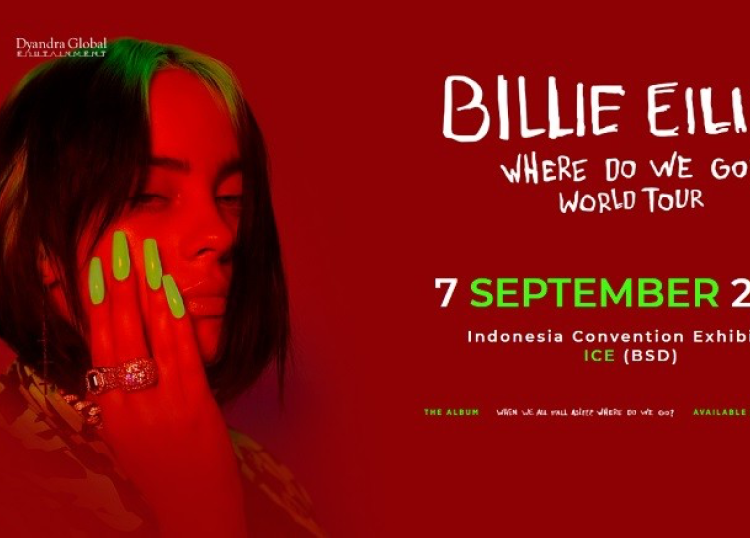 Dyandra Global
ENTERTAINMENT
BILLIE EILI
WHERE DO WE GO?
WORLD TOUR
7 SEPTEMBER 2
Indonesia Convention Exhibi
ICE (BSD)
THE ALBUM WHEN WE ALL FALL ASLEEP WHERE DO WE GO? AVAILABLE